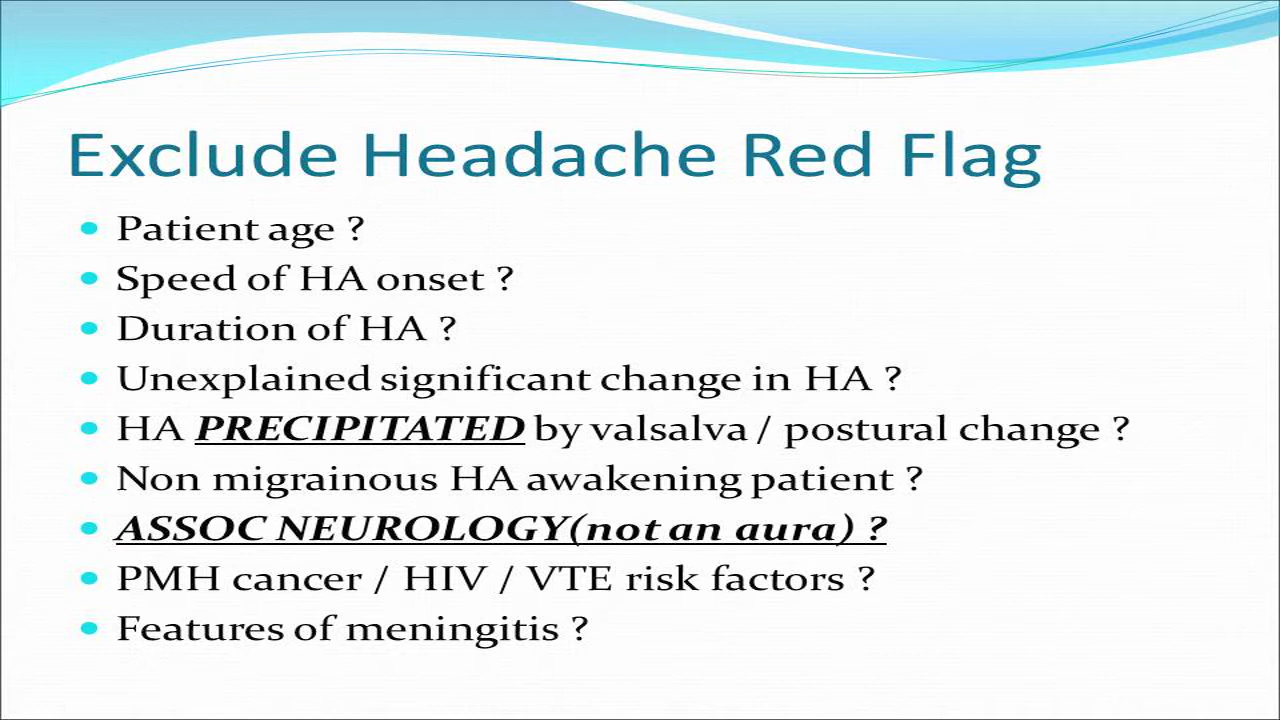 Exclude Headache Red Flag
• Patient age ?
• Speed of HA onset ?
• Duration of HA ?
• Unexplained significant change in HA ?
• HA PRECIPITATED by valsalva / postural change ?
• Non migrainous HA awakening patient ?
• ASSOC NEUROLOGY(not an aura) ?
• PMH cancer / HIV / VTE risk factors ?
• Features of meningitis ?